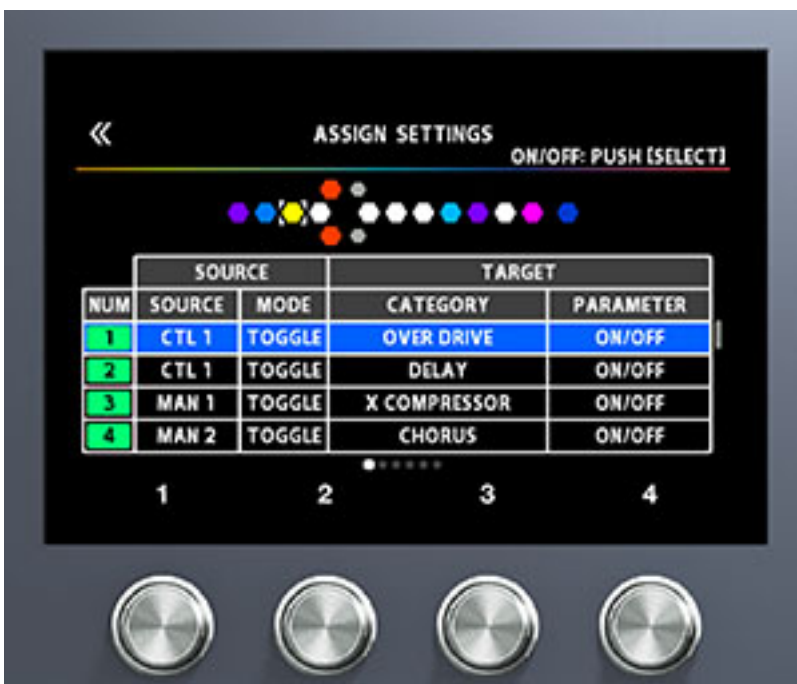 «
ASSIGN SETTINGS
ON/OFF: PUSH [SELECT]
SOURCE TARGET
NUM SOURCE MODE CATEGORY PARAMETER
1 CTL 1 TOGGLE OVER DRIVE ON/OFF
2 CTL 1 TOGGLE DELAY ON/OFF
3 MAN 1 TOGGLE X COMPRESSOR ON/OFF
4 MAN 2 TOGGLE CHORUS ON/OFF
1 2 3 4